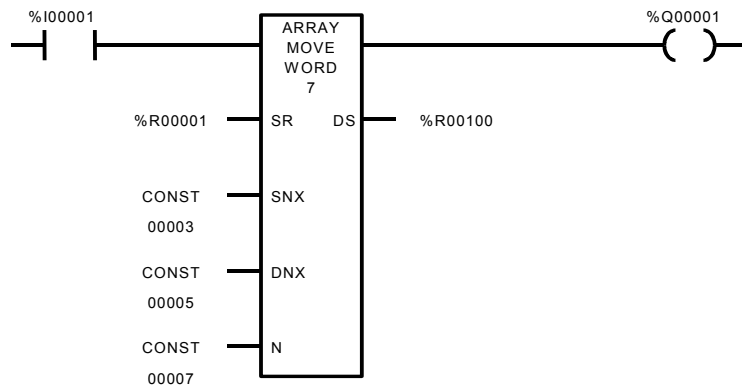 %I00001 %Q00001
ARRAY
MOVE
WORD
7
%R00001 SR DS %R00100
CONST SNX
00003
CONST DNX
00005
CONST N
00007